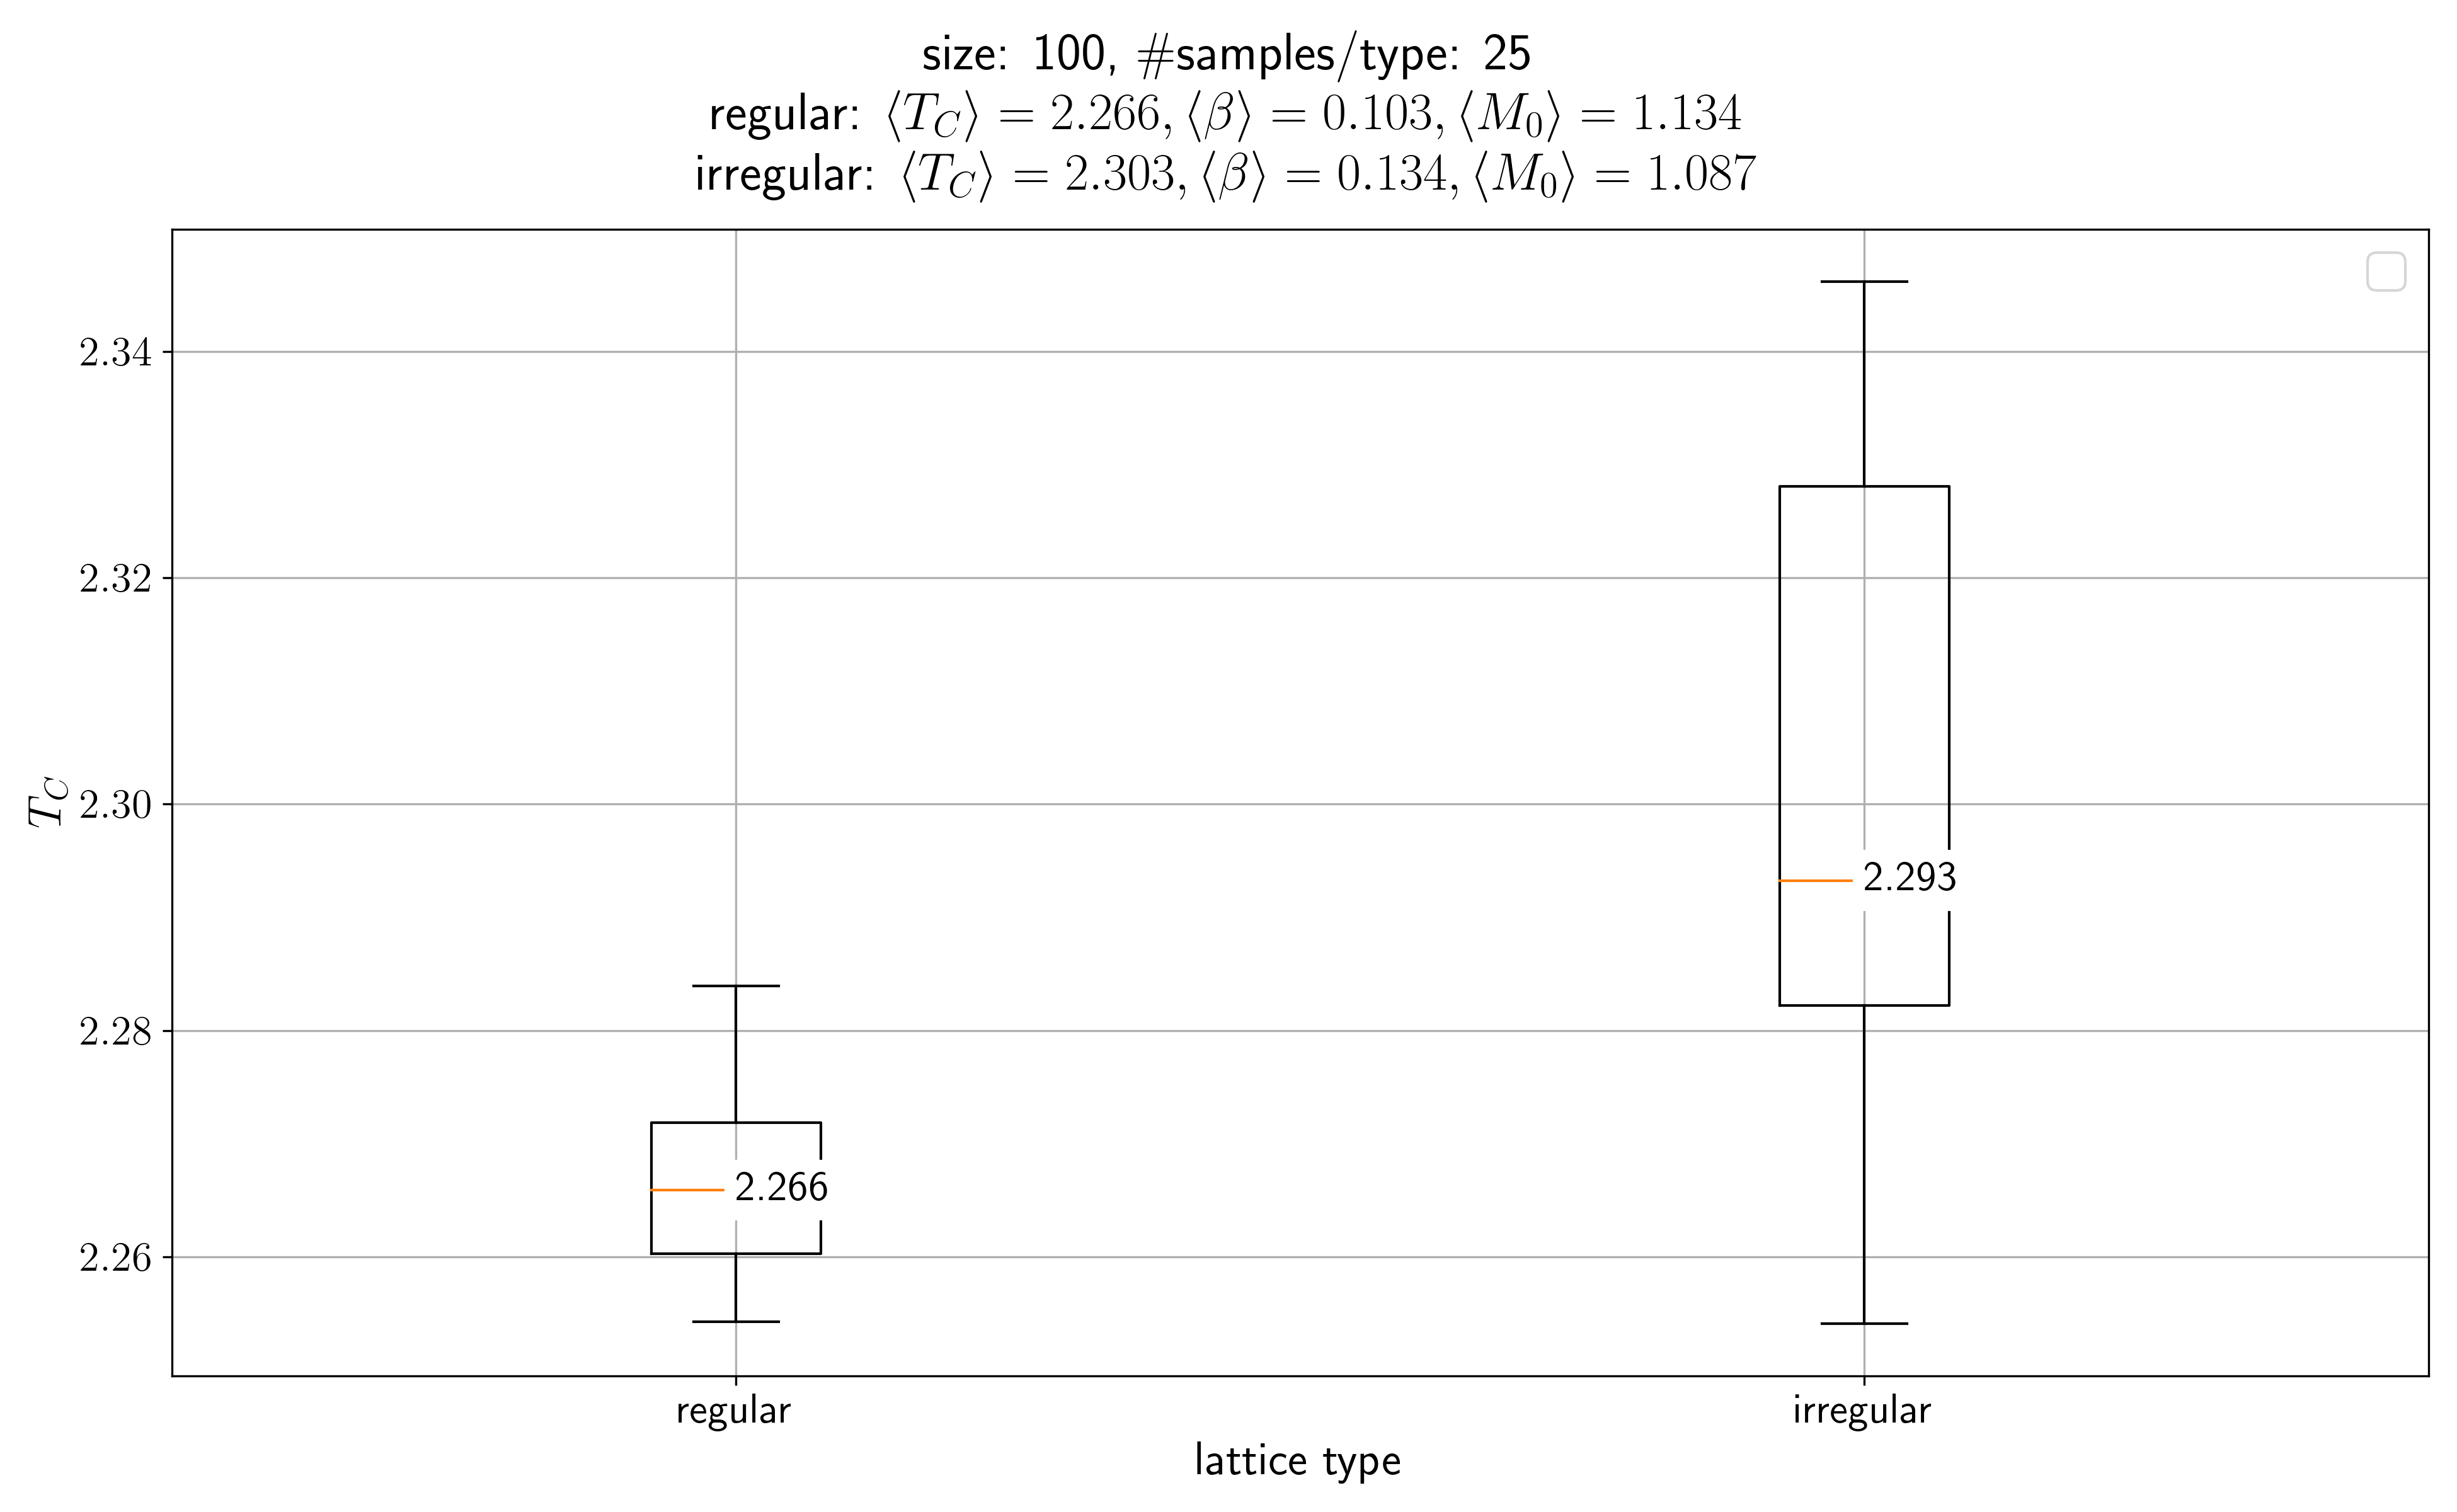 size: 100, #samples/type: 25
regular: ⟨T_C⟩ = 2.266, ⟨β⟩ = 0.103, ⟨M_0⟩ = 1.134
irregular: ⟨T_C⟩ = 2.303, ⟨β⟩ = 0.134, ⟨M_0⟩ = 1.087
2.34
2.32
2.30
2.28
2.26
T_C
2.293
2.266
regular
irregular
lattice type